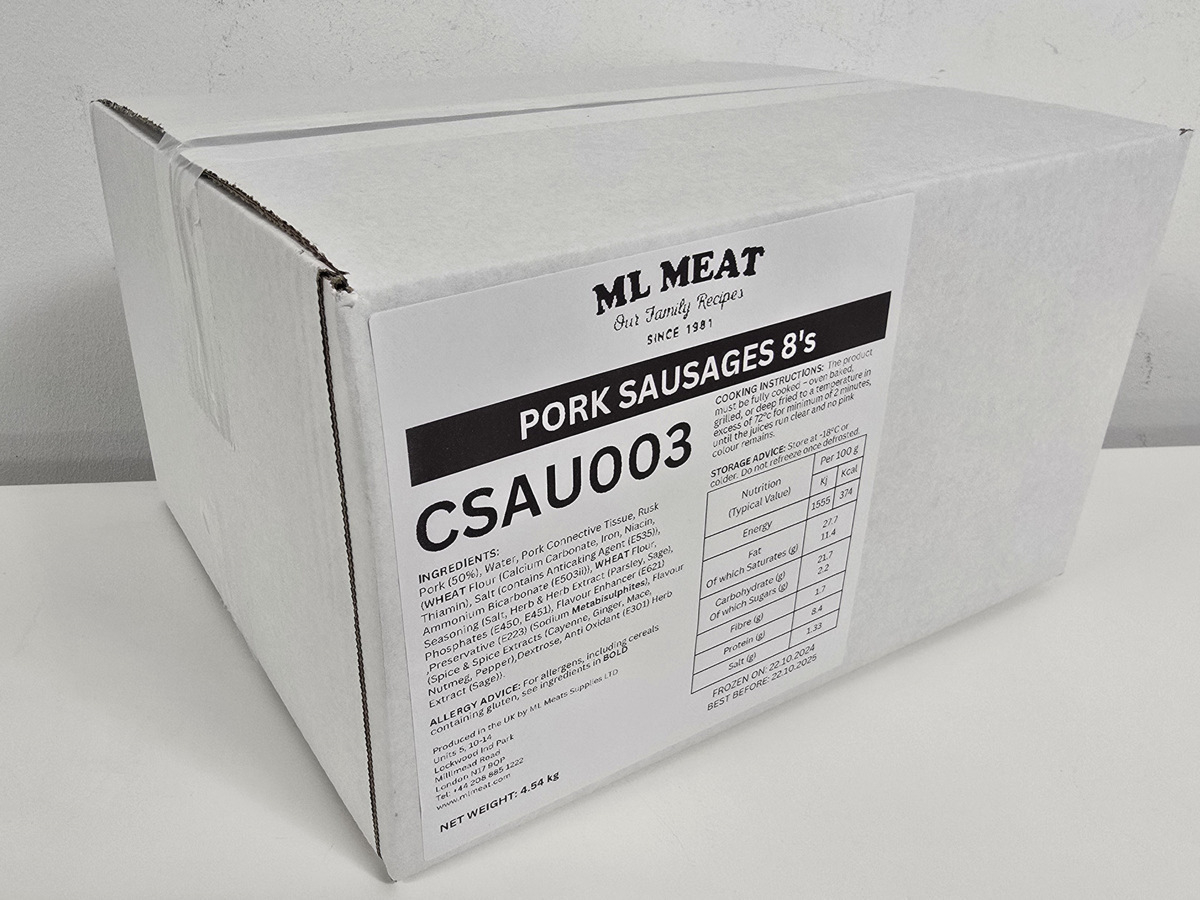 ML MEAT
Our Family Recipes
SINCE 1981
PORK SAUSAGES 8's
CSAU003
INGREDIENTS:
Pork (50%), Water, Pork Connective Tissue, Rusk
(WHEAT Flour (Calcium Carbonate, Iron, Niacin,
Thiamin), Salt (contains Anticaking Agent (E535)),
Ammonium Bicarbonate (E503ii)), WHEAT Flour,
Seasoning (Salt, Herb & Herb Extract (Parsley, Sage),
Phosphates (E450, E451), Flavour Enhancer (E621)
,Preservative (E223) (Sodium Metabisulphites), Flavour
(Spice & Spice Extracts (Cayenne, Ginger, Mace,
Nutmeg, Pepper),Dextrose, Anti Oxidant (E301) Herb
Extract (Sage)).
ALLERGY ADVICE: For allergens, including cereals
containing gluten, see ingredients in BOLD
Produced in the UK by ML Meats Supplies LTD
Units 5, 10-14
Lockwood Ind Park
Millmead Road
London N17 9QP
Tel: +44 208 885 1222
www.mlmeat.com
NET WEIGHT: 4.54 kg
COOKING INSTRUCTIONS: The product
must be fully cooked – oven baked,
grilled, or deep fried to a temperature in
excess of 72°c for minimum of 2 minutes,
until the juices run clear and no pink
colour remains.
STORAGE ADVICE: Store at -18°C or
colder. Do not refreeze once defrosted.
Nutrition
(Typical Value)
Per 100 g
Kj Kcal
Energy 1555 374
Fat 27.7
Of which Saturates (g) 11.4
Carbohydrate (g) 21.7
Of which Sugars (g) 2.2
Fibre (g) 1.7
Protein (g) 8.4
Salt (g) 1.33
FROZEN ON: 22.10.2024
BEST BEFORE: 22.10.2025